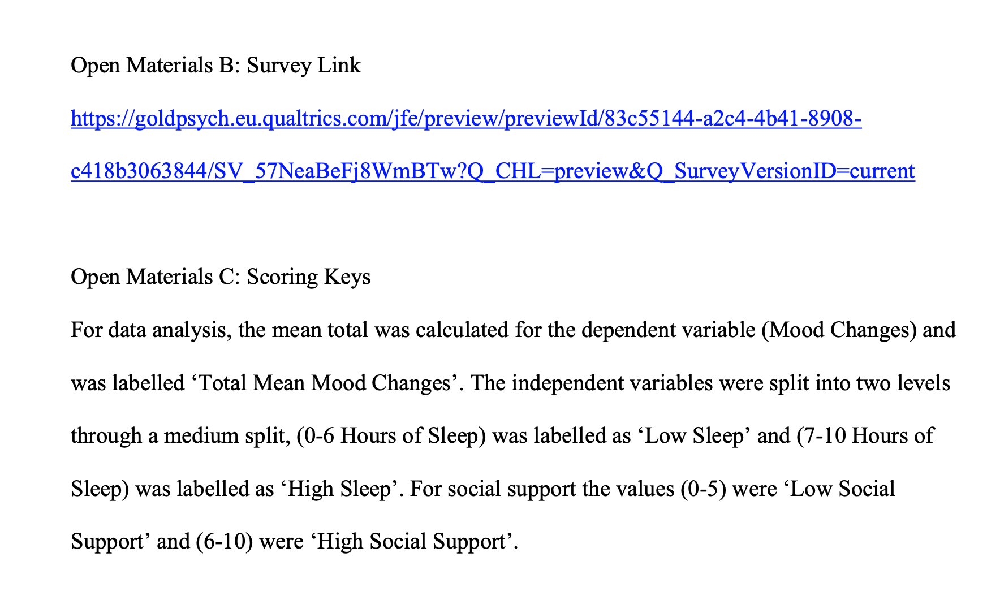 Open Materials B: Survey Link
https://goldpsych.eu.qualtrics.com/jfe/preview/previewId/83c55144-a2c4-4b41-8908-
c418b3063844/SV_57NeaBeFj8WmBTw?Q_CHL=preview&Q_SurveyVersionID=current
Open Materials C: Scoring Keys
For data analysis, the mean total was calculated for the dependent variable (Mood Changes) and
was labelled ‘Total Mean Mood Changes’. The independent variables were split into two levels
through a medium split, (0-6 Hours of Sleep) was labelled as ‘Low Sleep’ and (7-10 Hours of
Sleep) was labelled as ‘High Sleep’. For social support the values (0-5) were ‘Low Social
Support’ and (6-10) were ‘High Social Support’.